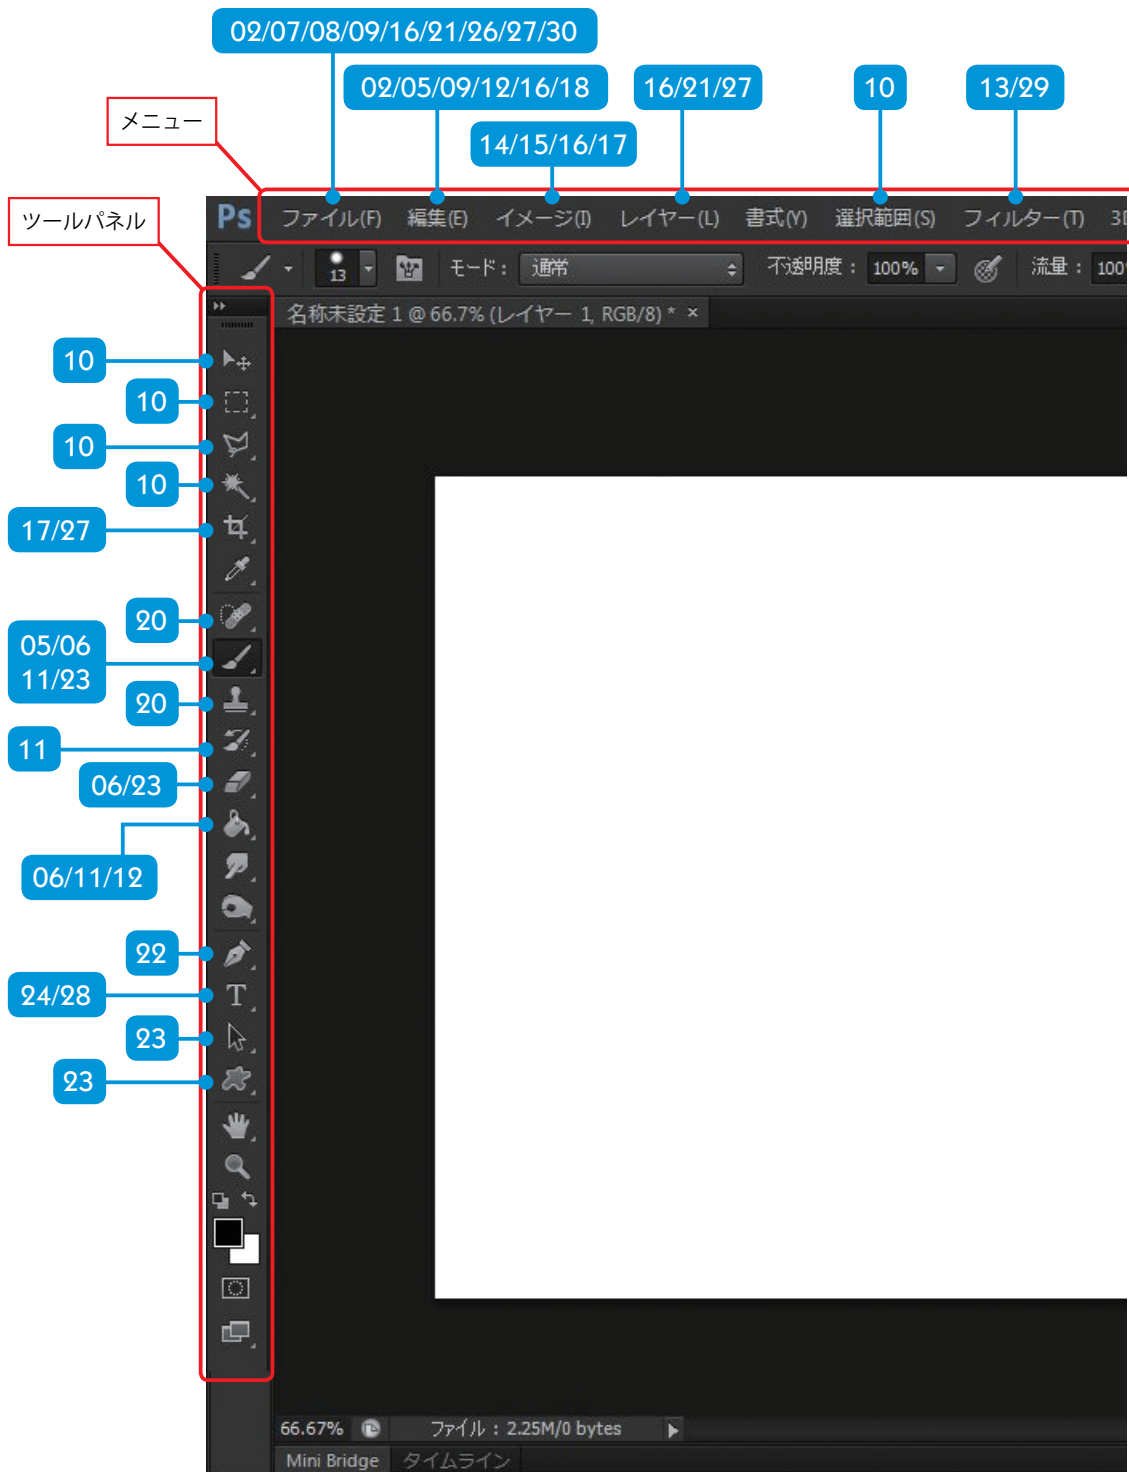 02/07/08/09/16/21/26/27/30
02/05/09/12/16/18
16/21/27
10
13/29
メニュー
14/15/16/17
ツールパネル
Ps ファイル(F) 編集(E) イメージ(I) レイヤー(L) 書式(Y) 選択範囲(S) フィルター(T) 3D
13 モード： 通常 不透明度： 100% 流量： 100%
名称未設定 1 @ 66.7% (レイヤー 1, RGB/8) * ×
10
10
10
10
17/27
20
05/06
11/23
20
11
06/23
06/11/12
22
24/28
T
23
23
66.67% ファイル：2.25M/0 bytes
Mini Bridge タイムライン